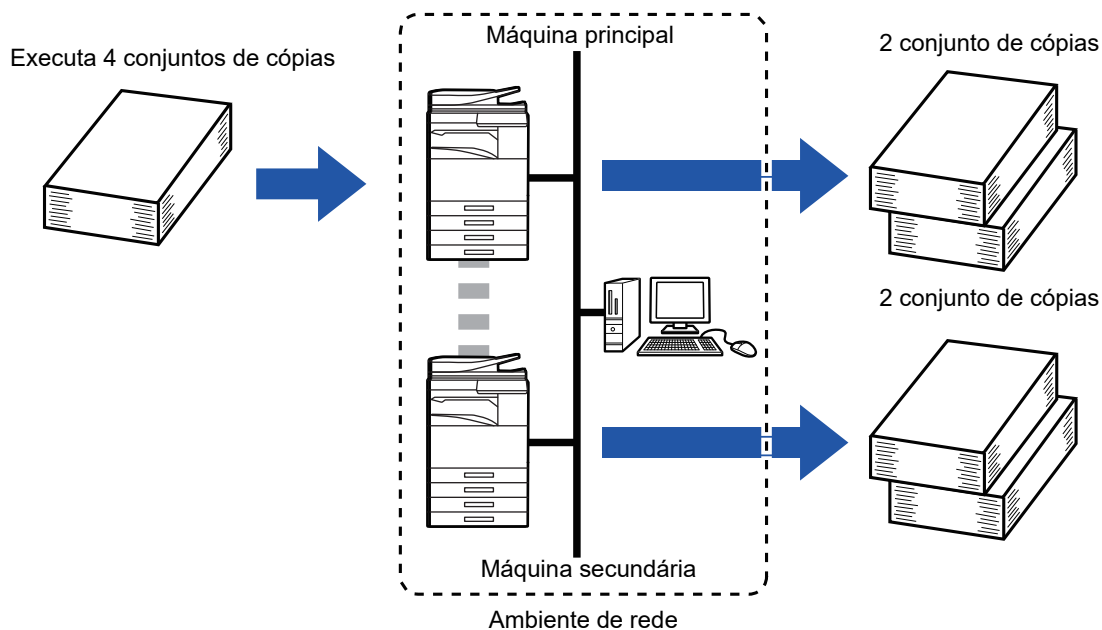 Executa 4 conjuntos de cópias
Máquina principal
2 conjunto de cópias
2 conjunto de cópias
Máquina secundária
Ambiente de rede